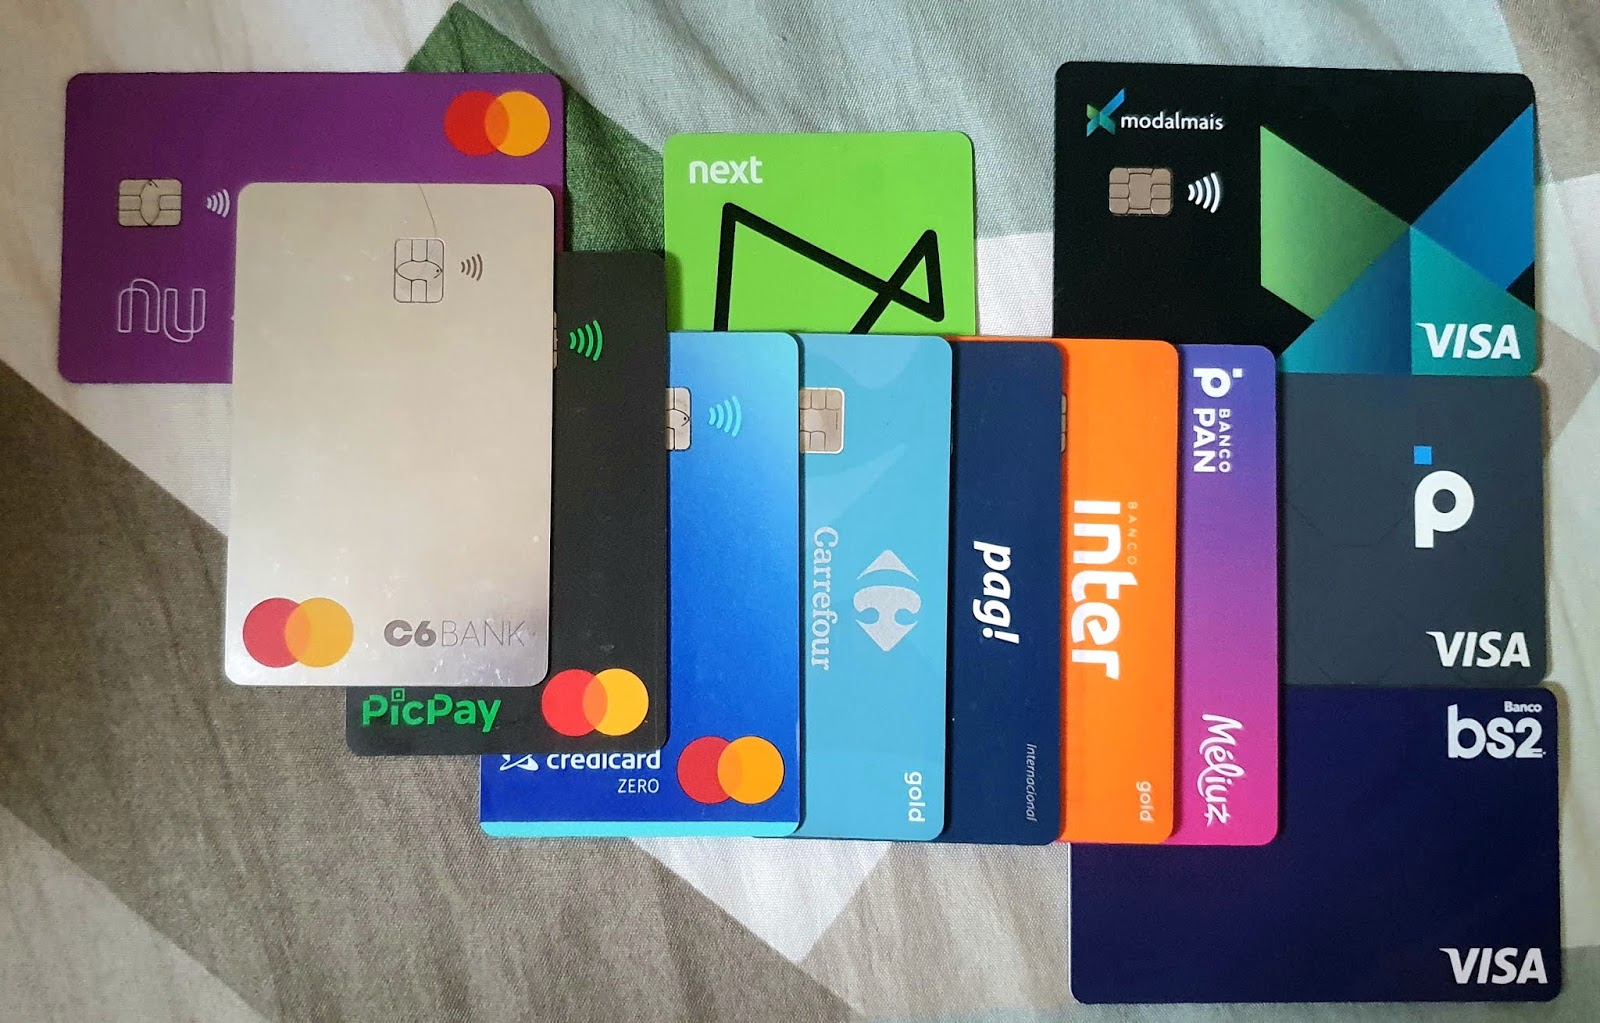 nu
C6BANK
PicPay
credicard
ZERO
next
Carrefour
gold
pag!
Internacional
BANCO
inter
gold
BANCO
PAN
Méliuz
modalmais
VISA
p
VISA
Banco
bs2
VISA